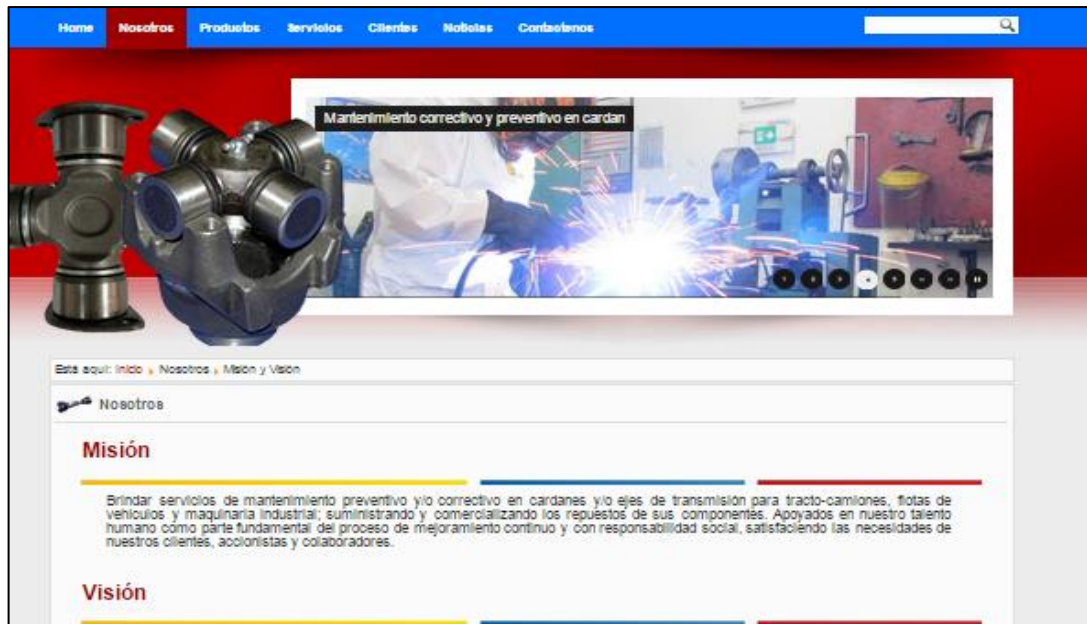 Home Nosotros Productos Servicios Clientes Noticias Contactenos
Mantenimiento correctivo y preventivo en cardan
Está aquí: Inicio Nosotros Misión y Visión
Nosotros
Misión
Brindar servicios de mantenimiento preventivo y/o correctivo en cardanes y/o ejes de transmisión para tracto-camiones, flotas de
vehículos y maquinaria industrial; suministrando y comercializando los repuestos de sus componentes. Apoyados en nuestro talento
humano como parte fundamental del proceso de mejoramiento continuo y con responsabilidad social, satisfaciendo las necesidades de
nuestros clientes, accionistas y colaboradores.
Visión